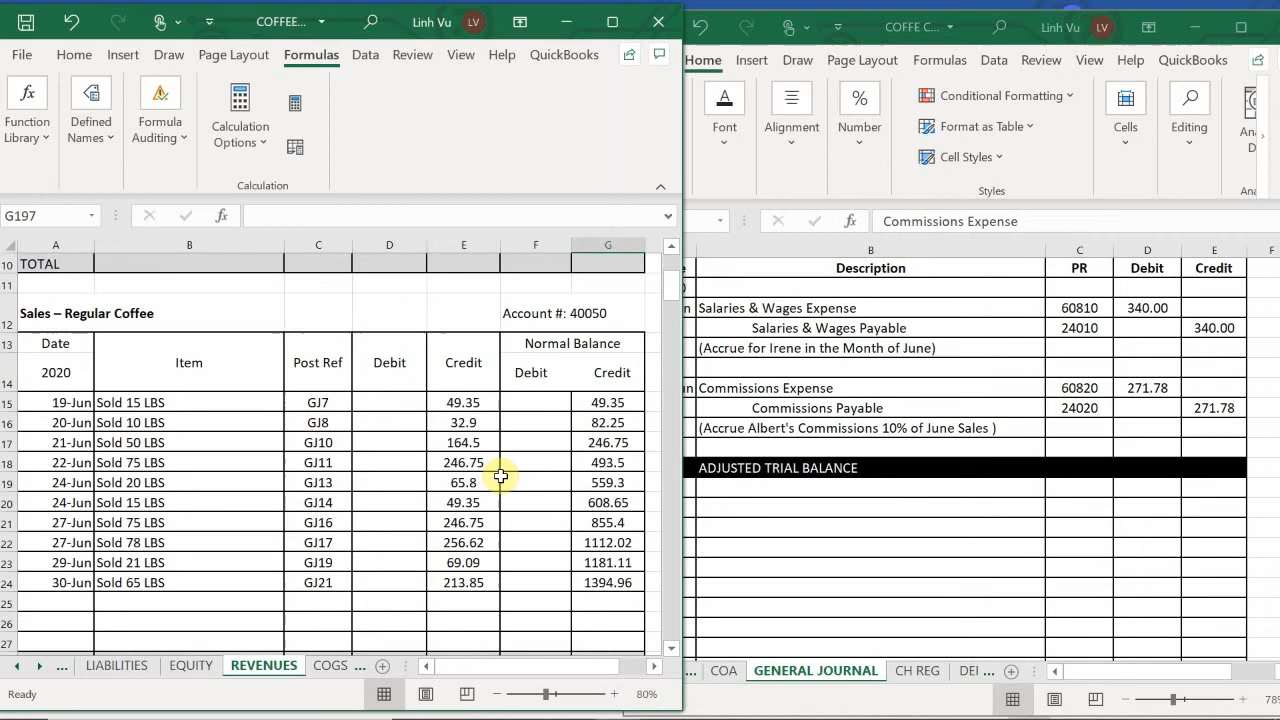 COFFEE...
Linh Vu
LV
File Home Insert Draw Page Layout Formulas Data Review View Help QuickBooks
Function Library
Defined Names
Formula Auditing
Calculation Options
Calculation
G197
fx
A B C D E F G
10 TOTAL
11
12 Sales – Regular Coffee Account #: 40050
13 Date Item Post Ref Debit Credit Normal Balance
14 2020 Debit Credit
15 19-Jun Sold 15 LBS GJ7 49.35 49.35
16 20-Jun Sold 10 LBS GJ8 32.9 82.25
17 21-Jun Sold 50 LBS GJ10 164.5 246.75
18 22-Jun Sold 75 LBS GJ11 246.75 493.5
19 24-Jun Sold 20 LBS GJ13 65.8 559.3
20 24-Jun Sold 15 LBS GJ14 49.35 608.65
21 27-Jun Sold 75 LBS GJ16 246.75 855.4
22 27-Jun Sold 78 LBS GJ17 256.62 1112.02
23 29-Jun Sold 21 LBS GJ19 69.09 1181.11
24 30-Jun Sold 65 LBS GJ21 213.85 1394.96
25
26
27
... LIABILITIES EQUITY REVENUES COGS ...
Ready 80%
COFFE C...
Linh Vu
LV
Home Insert Draw Page Layout Formulas Data Review View Help QuickBooks
Font
Alignment
Number
Conditional Formatting
Format as Table
Cell Styles
Styles
Cells
Editing
fx Commissions Expense
B C D E F
Description PR Debit Credit
Salaries & Wages Expense 60810 340.00
Salaries & Wages Payable 24010 340.00
(Accrue for Irene in the Month of June)
Commissions Expense 60820 271.78
Commissions Payable 24020 271.78
(Accrue Albert's Commissions 10% of June Sales )
ADJUSTED TRIAL BALANCE
... COA GENERAL JOURNAL CH REG DEI ...